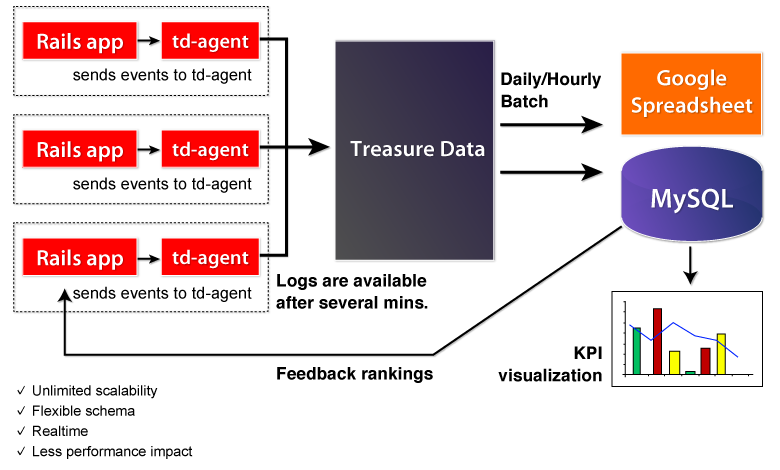 Rails app
td-agent
sends events to td-agent
Rails app
td-agent
sends events to td-agent
Rails app
td-agent
sends events to td-agent
Treasure Data
Logs are available
after several mins.
Daily/Hourly
Batch
Google
Spreadsheet
MySQL
KPI
visualization
Feedback rankings
✓ Unlimited scalability
✓ Flexible schema
✓ Realtime
✓ Less performance impact